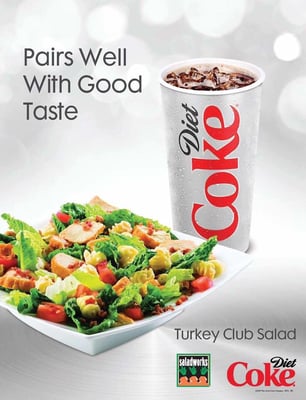 Pairs Well
With Good
Taste
Diet
Coke
Turkey Club Salad
saladworks
Diet
Coke